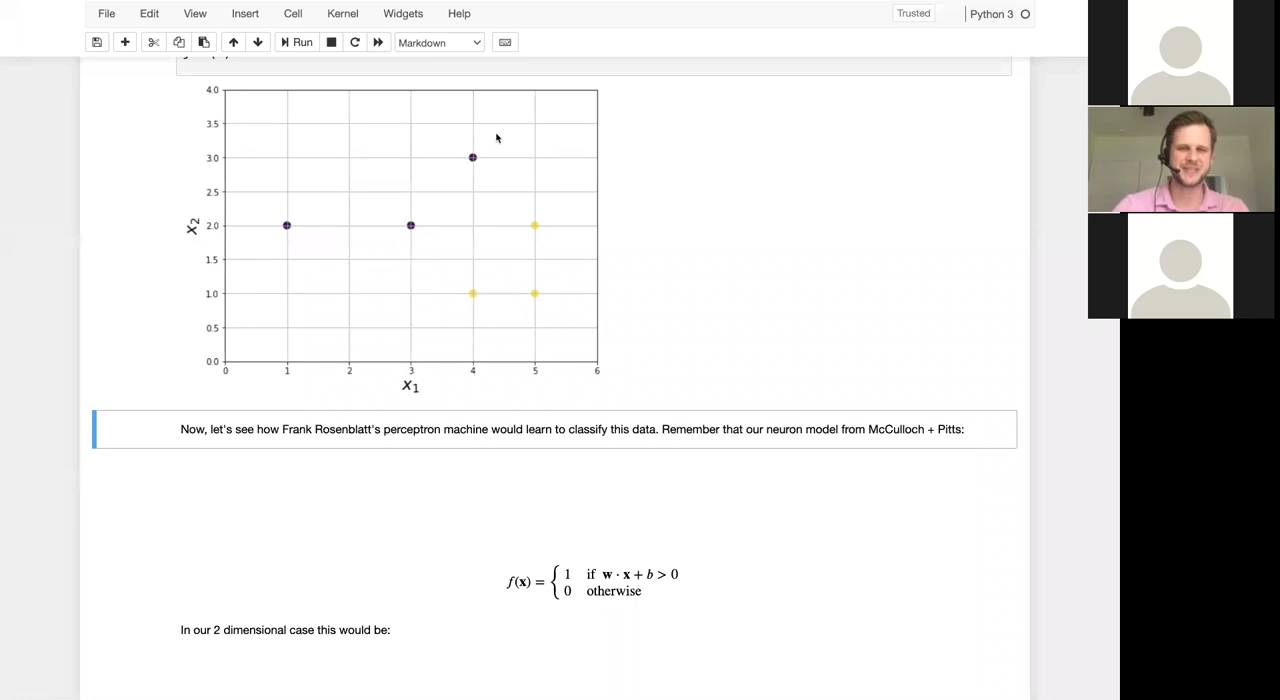 File Edit View Insert Cell Kernel Widgets Help Trusted Python 3
Run Markdown
4.0
3.5
3.0
2.5
2.0
1.5
1.0
0.5
0.0
X2
0 1 2 3 4 5 6
X1
Now, let's see how Frank Rosenblatt's perceptron machine would learn to classify this data. Remember that our neuron model from McCulloch + Pitts:
f(x) = { 1 if w · x + b > 0
0 otherwise
In our 2 dimensional case this would be: